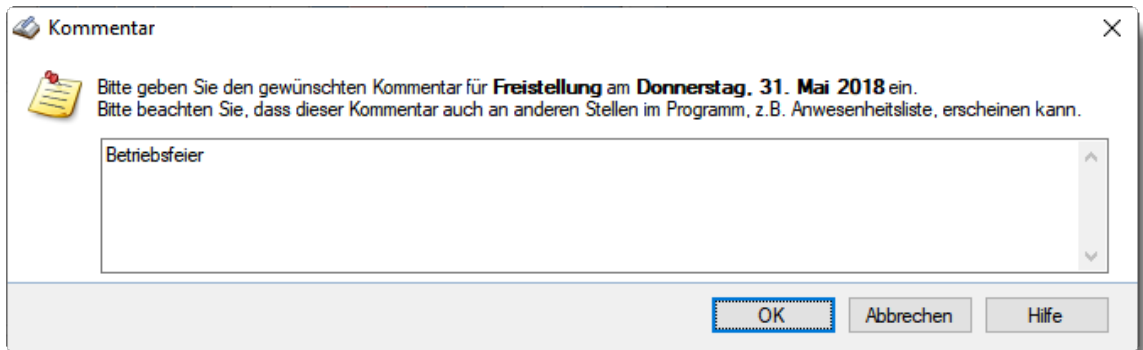 Kommentar
Bitte geben Sie den gewünschten Kommentar für Freistellung am Donnerstag, 31. Mai 2018 ein.
Bitte beachten Sie, dass dieser Kommentar auch an anderen Stellen im Programm, z.B. Anwesenheitsliste, erscheinen kann.
Betriebsfeier
OK Abbrechen Hilfe